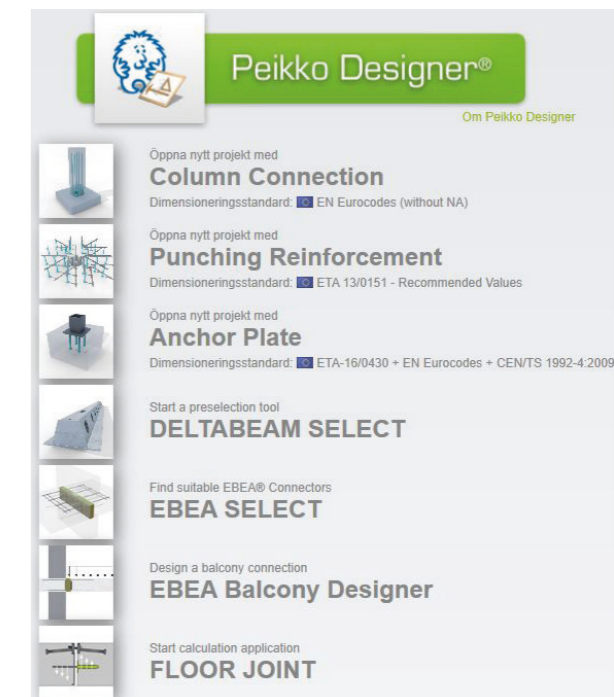 Peikko Designer®
Om Peikko Designer
Öppna nytt projekt med
Column Connection
Dimensioneringsstandard: EN Eurocodes (without NA)
Öppna nytt projekt med
Punching Reinforcement
Dimensioneringsstandard: ETA 13/0151 - Recommended Values
Öppna nytt projekt med
Anchor Plate
Dimensioneringsstandard: ETA-16/0430 + EN Eurocodes + CEN/TS 1992-4:2009
Start a preselection tool
DELTABEAM SELECT
Find suitable EBEA® Connectors
EBEA SELECT
Design a balcony connection
EBEA Balcony Designer
Start calculation application
FLOOR JOINT